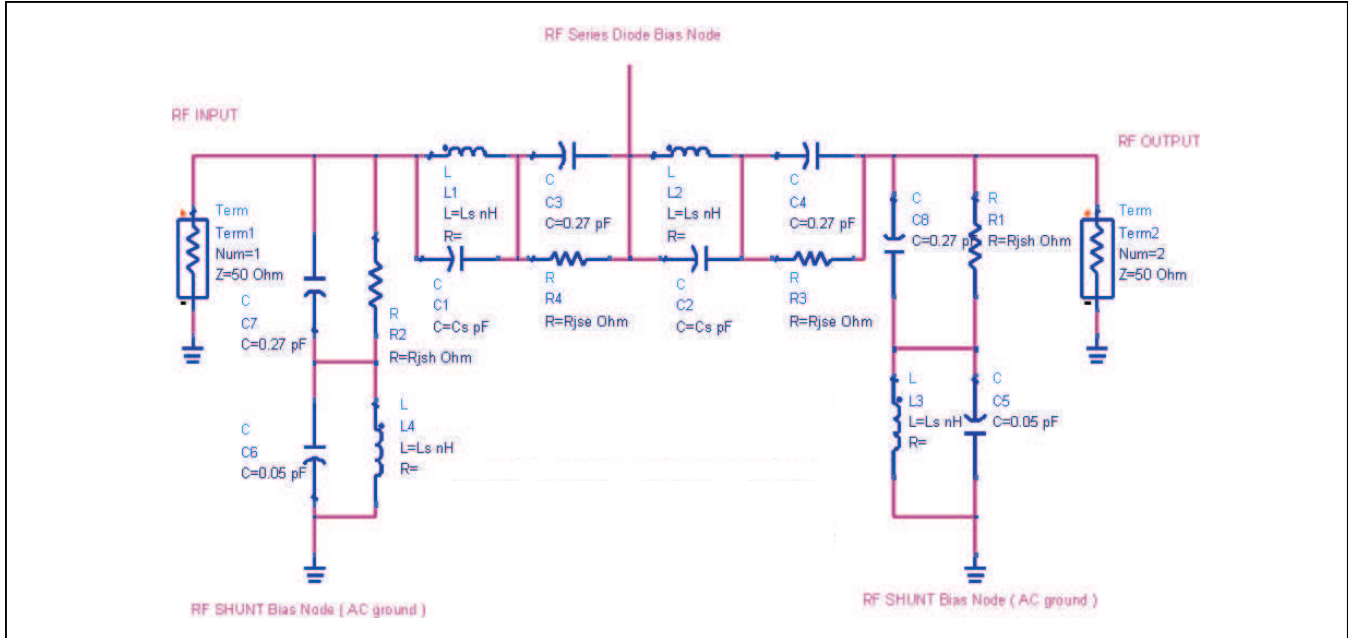 RF Series Diode Bias Node
RF INPUT
RF OUTPUT
Term
Term1
Num=1
Z=50 Ohm
C
C7
C=0.27 pF
R
R2
R=Rjsh Ohm
C
C6
C=0.05 pF
L
L4
L=Ls nH
R=
L
L1
L=Ls nH
R=
C
C1
C=Cs pF
C
C3
C=0.27 pF
R
R4
R=Rjse Ohm
L
L2
L=Ls nH
R=
C
C2
C=Cs pF
C
C4
C=0.27 pF
R
R3
R=Rjse Ohm
C
C8
C=0.27 pF
R
R1
R=Rjsh Ohm
L
L3
L=Ls nH
R=
C
C5
C=0.05 pF
Term
Term2
Num=2
Z=50 Ohm
RF SHUNT Bias Node ( AC ground )
RF SHUNT Bias Node ( AC ground )